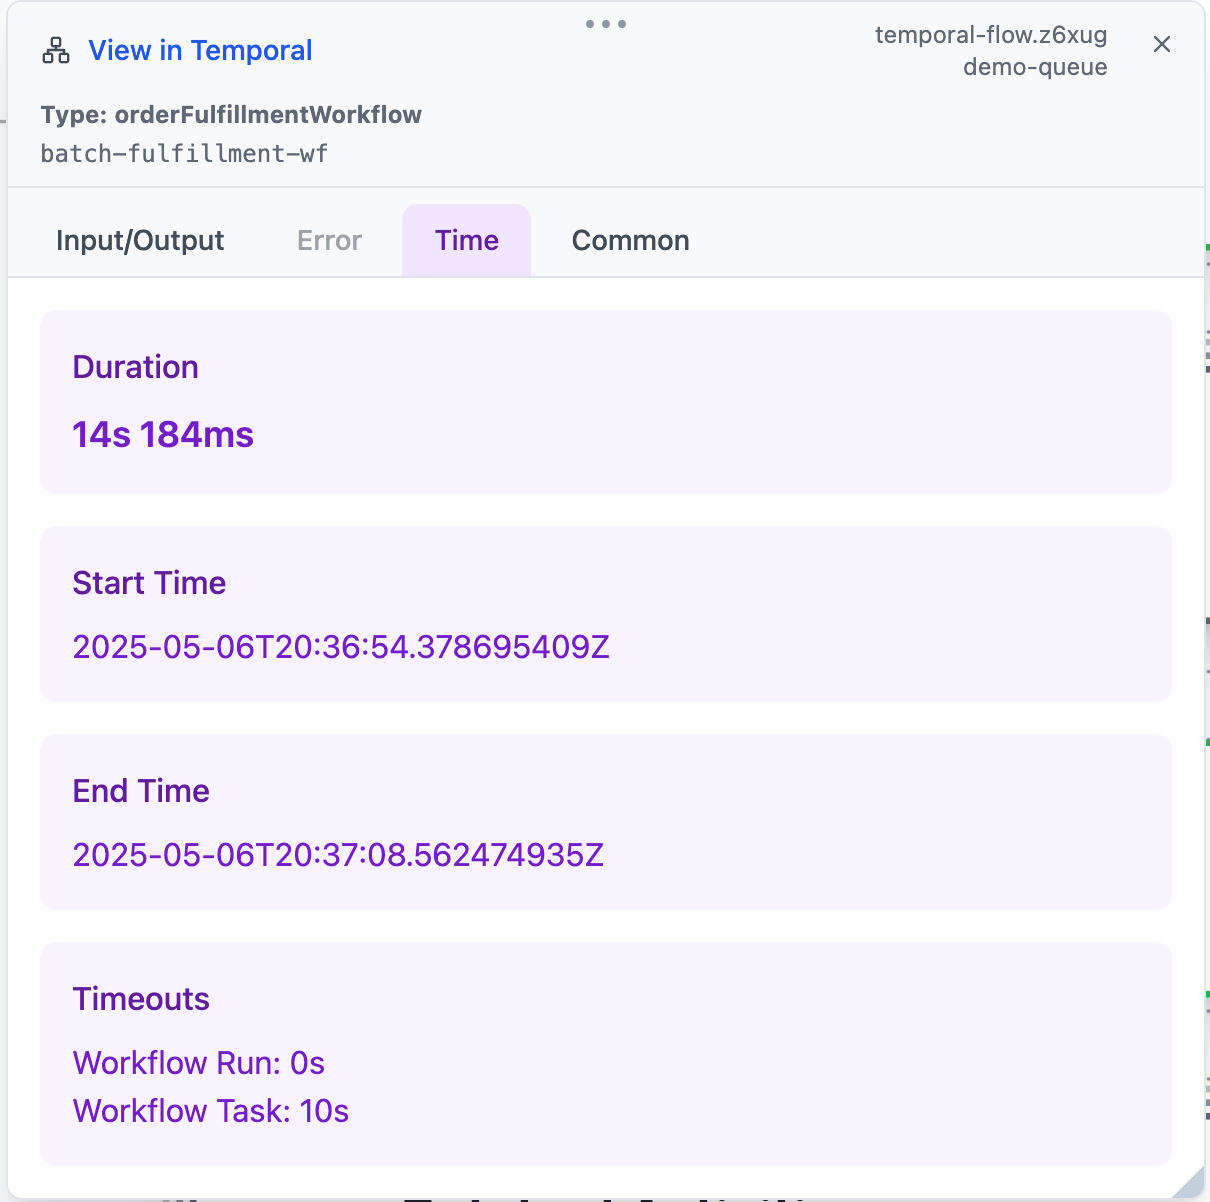 View in Temporal
temporal-flow.z6xug
demo-queue
Type: orderFulfillmentWorkflow
batch-fulfillment-wf
Input/Output Error Time Common
Duration
14s 184ms
Start Time
2025-05-06T20:36:54.378695409Z
End Time
2025-05-06T20:37:08.562474935Z
Timeouts
Workflow Run: 0s
Workflow Task: 10s